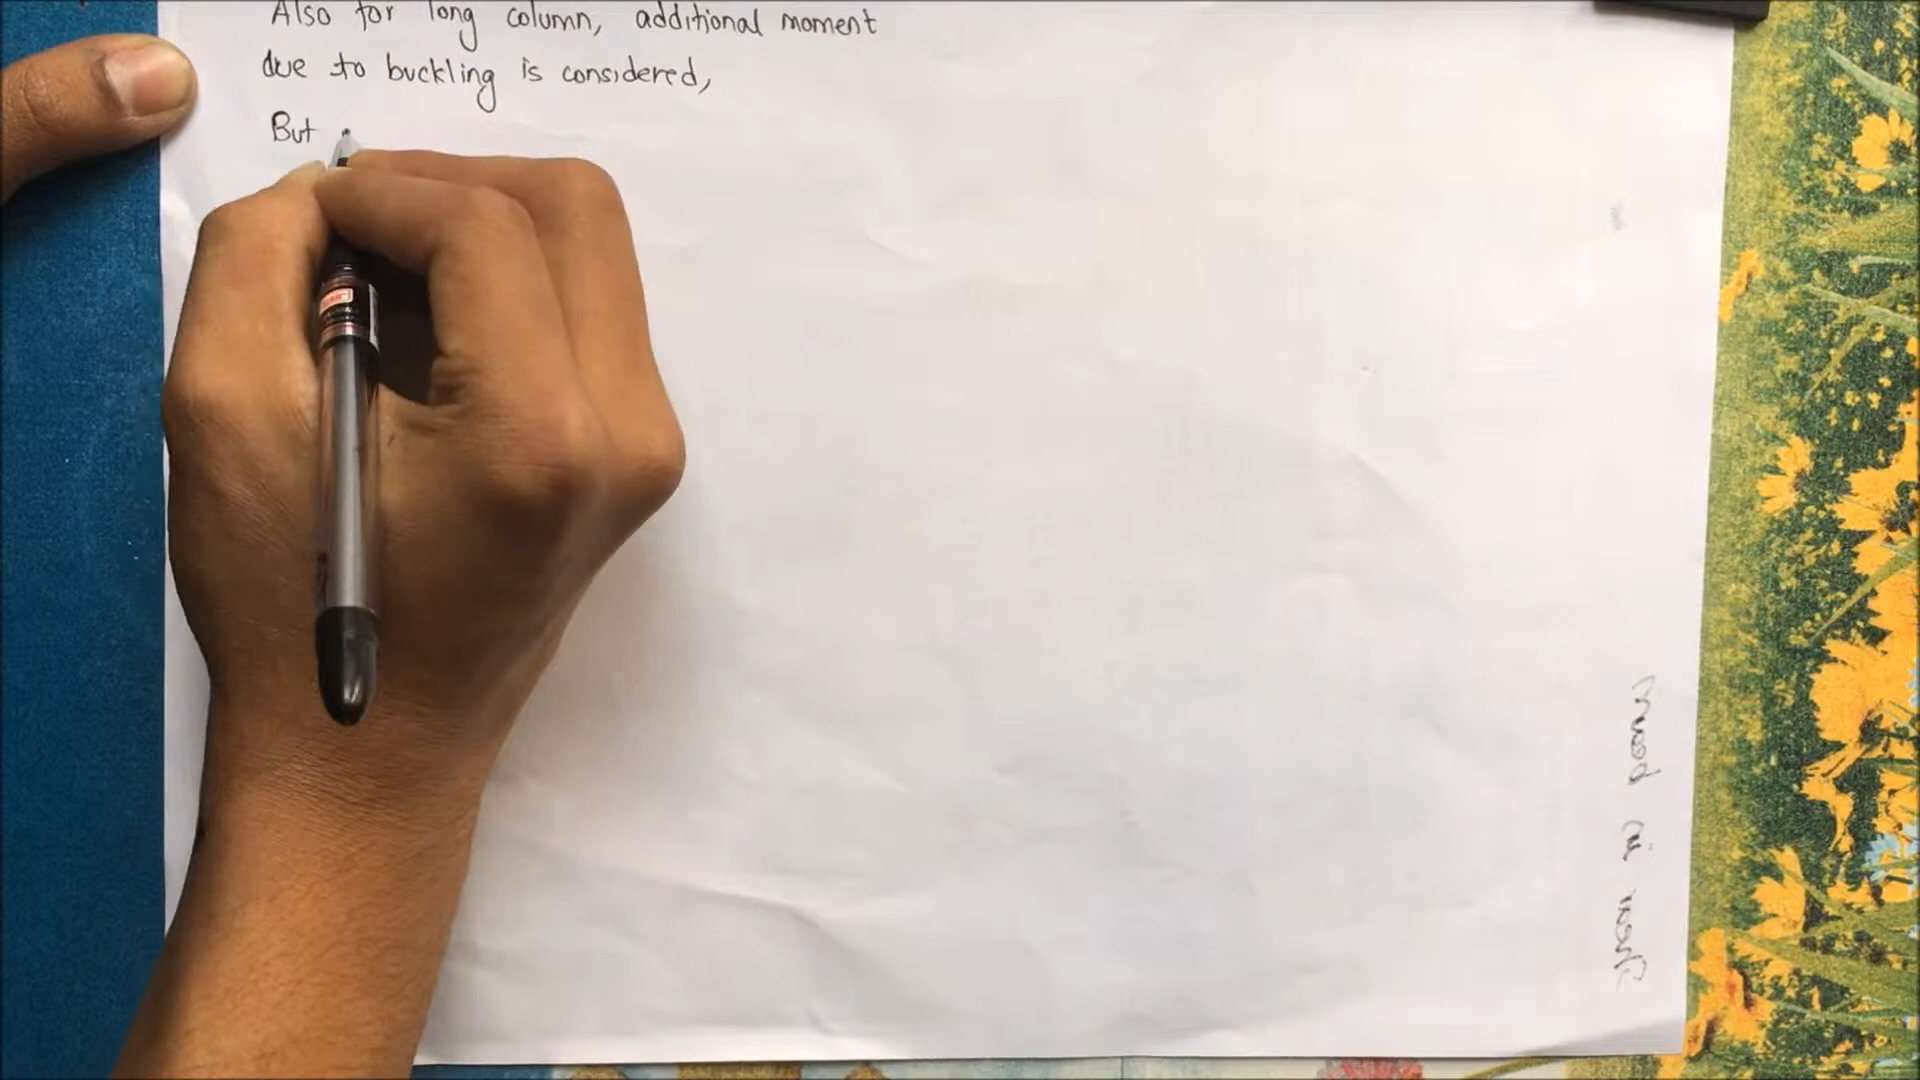 Also for long column, additional moment
due to buckling is considered,
But